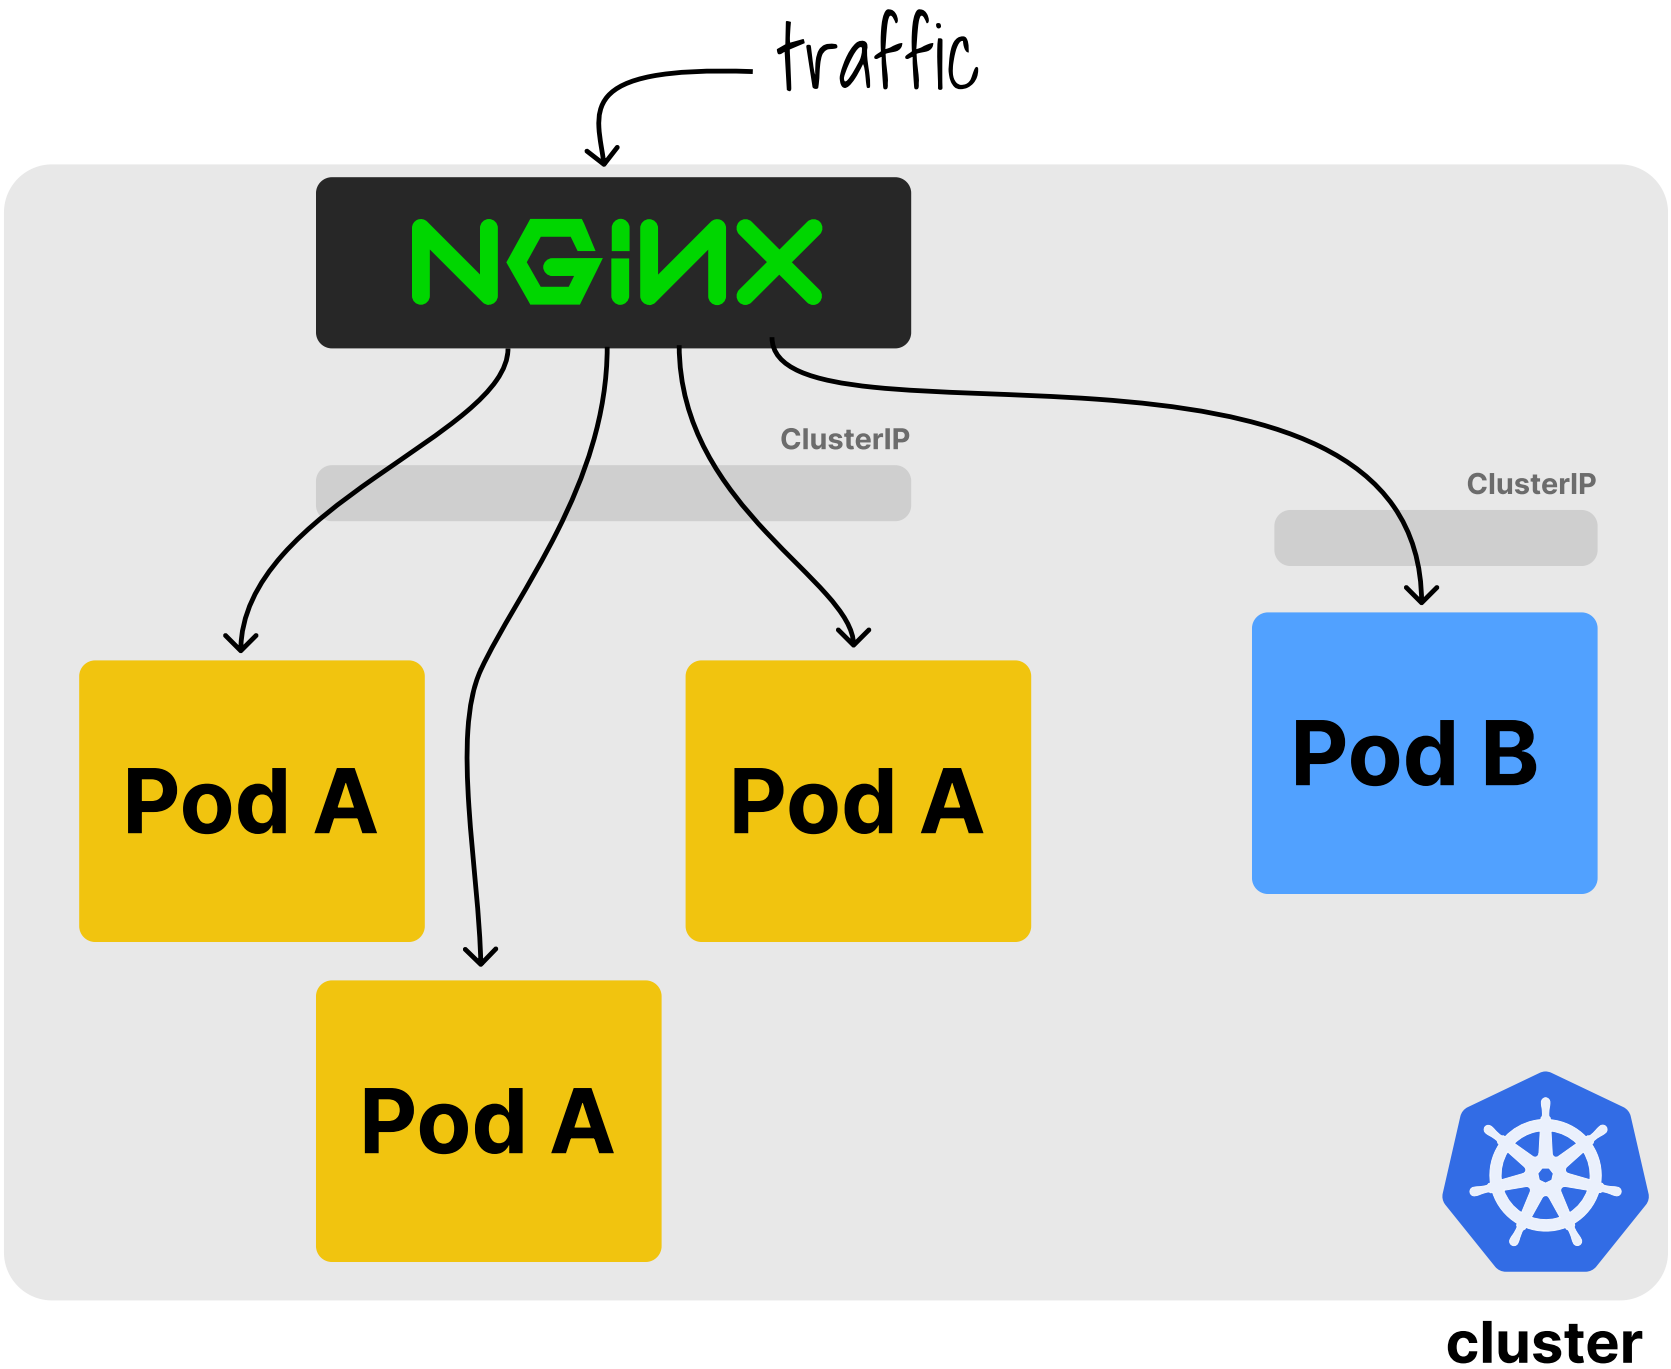 traffic
NGINX
ClusterIP
ClusterIP
Pod A
Pod A
Pod B
Pod A
cluster